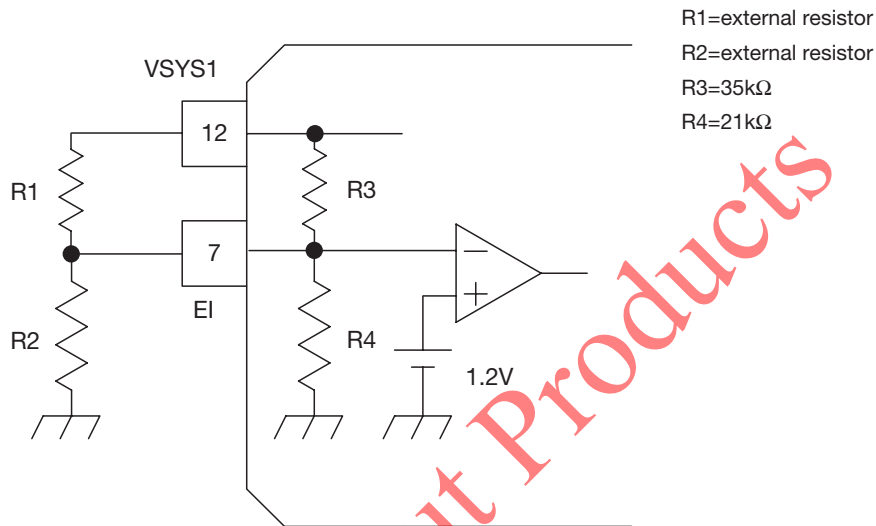 R1=external resistor
R2=external resistor
R3=35kΩ
R4=21kΩ
VSYS1
12
R1
R3
7
EI
R2
R4
−
+
1.2V
Products